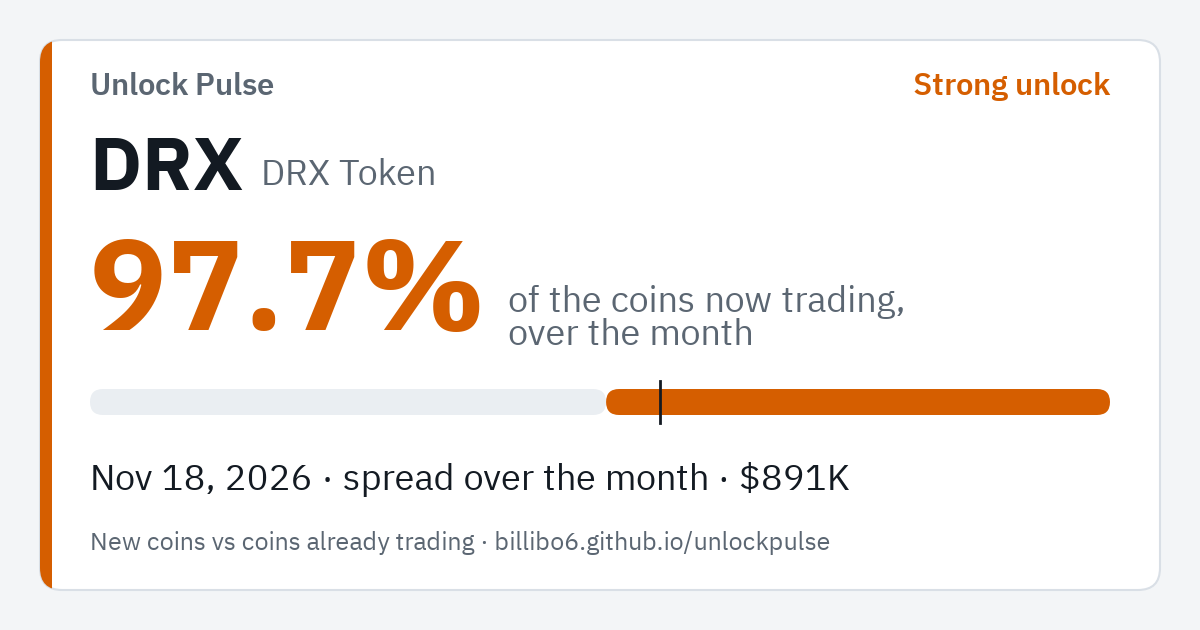 Unlock Pulse
Strong unlock
DRX DRX Token
97.7% of the coins now trading,
over the month
Nov 18, 2026 · spread over the month · $891K
New coins vs coins already trading · billibo6.github.io/unlockpulse